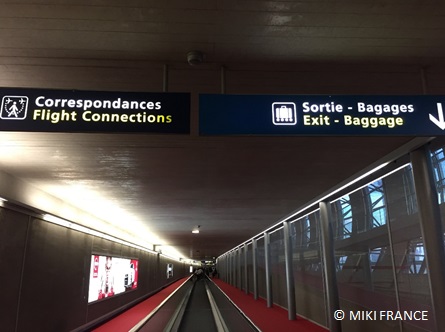 Correspondances
Flight Connections
Sortie - Bagages
Exit - Baggage
© MIKI FRANCE